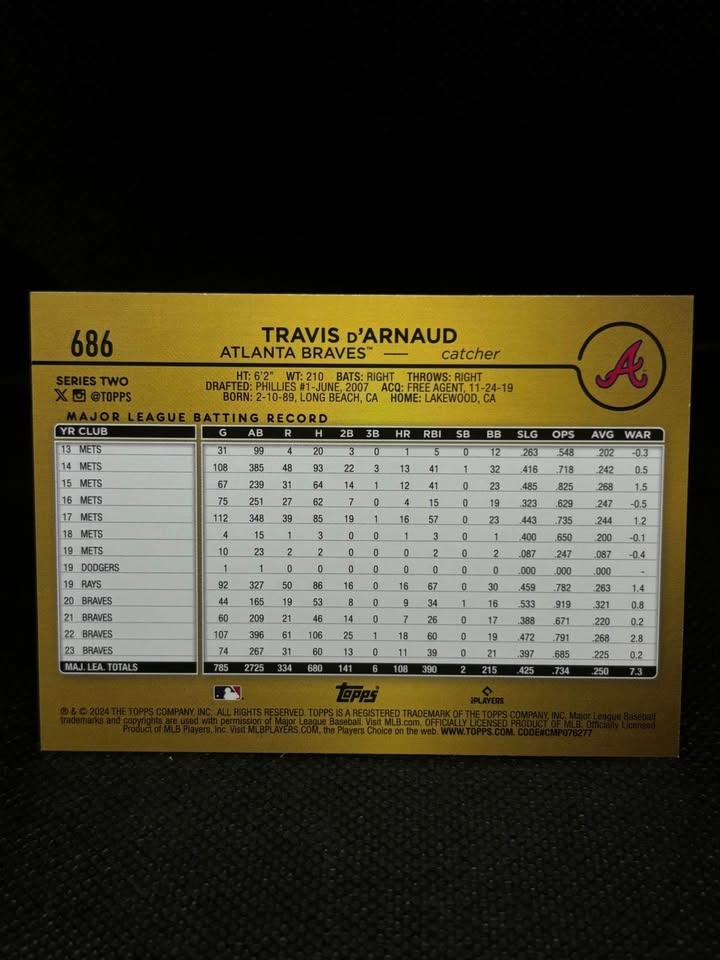 686
TRAVIS D'ARNAUD
ATLANTA BRAVES™ — catcher
A
SERIES TWO
X @TOPPS
HT: 6'2" WT: 210 BATS: RIGHT THROWS: RIGHT
DRAFTED: PHILLIES #1-JUNE, 2007 ACQ: FREE AGENT, 11-24-19
BORN: 2-10-89, LONG BEACH, CA HOME: LAKEWOOD, CA
MAJOR LEAGUE BATTING RECORD
YR CLUB G AB R H 2B 3B HR RBI SB BB SLG OPS AVG WAR
13 METS 31 99 4 20 3 0 1 5 0 12 .263 .548 .202 -0.3
14 METS 108 385 48 93 22 3 13 41 1 32 .416 .718 .242 0.5
15 METS 67 239 31 64 14 1 12 41 0 23 .485 .825 .268 1.5
16 METS 75 251 27 62 7 0 4 15 0 19 .323 .629 .247 -0.5
17 METS 112 348 39 85 19 1 16 57 0 23 .443 .735 .244 1.2
18 METS 4 15 1 3 0 0 1 3 0 1 .400 .650 .200 -0.1
19 METS 10 23 2 2 0 0 0 2 0 2 .087 .247 .087 -0.4
19 DODGERS 1 1 0 0 0 0 0 0 0 0 .000 .000 .000 -
19 RAYS 92 327 50 86 16 0 16 67 0 30 .459 .782 .263 1.4
20 BRAVES 44 165 19 53 8 0 9 34 1 16 .533 .919 .321 0.8
21 BRAVES 60 209 21 46 14 0 7 26 0 17 .388 .671 .220 0.2
22 BRAVES 107 396 61 106 25 1 18 60 0 19 .472 .791 .268 2.8
23 BRAVES 74 267 31 60 13 0 11 39 0 21 .397 .685 .225 0.2
MAJ. LEA. TOTALS 785 2725 334 680 141 6 108 390 2 215 .425 .734 .250 7.3
Topps
PLAYERS
® & © 2024 THE TOPPS COMPANY, INC. ALL RIGHTS RESERVED. TOPPS IS A REGISTERED TRADEMARK OF THE TOPPS COMPANY, INC. Major League Baseball
trademarks and copyrights are used with permission of Major League Baseball. Visit MLB.com. OFFICIALLY LICENSED PRODUCT OF MLB. Officially Licensed
Product of MLB Players, Inc. Visit MLBPLAYERS.COM, the Players Choice on the web. WWW.TOPPS.COM. CODE#CMP076277